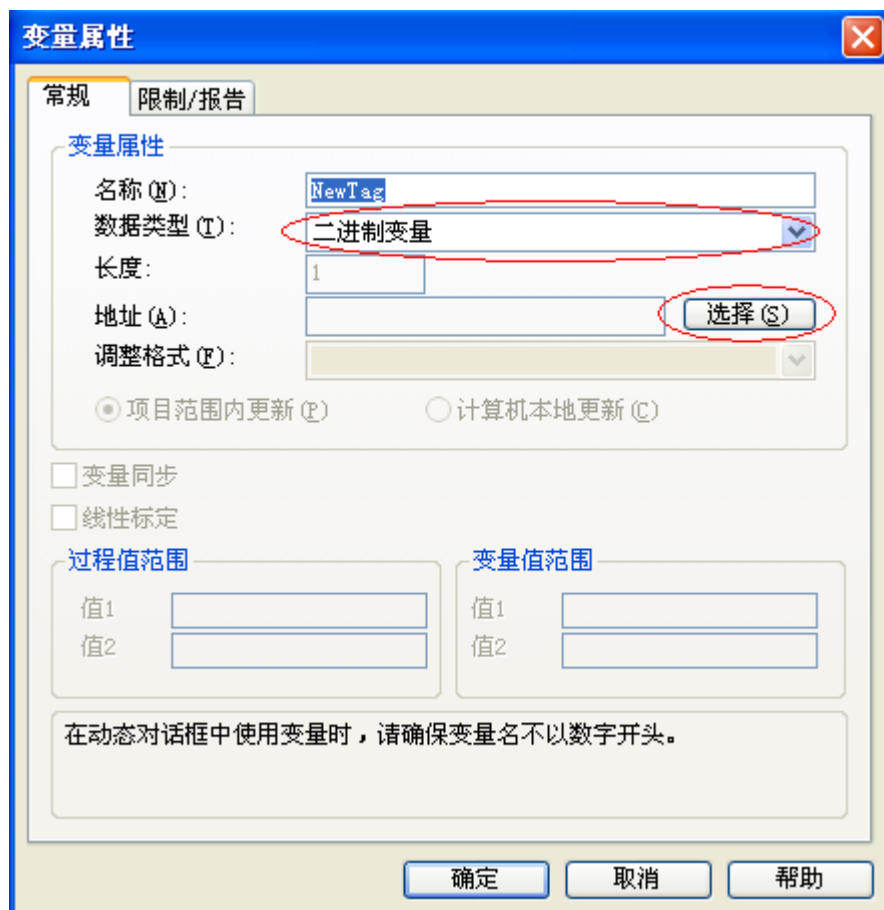 变量属性
常规 限制/报告
变量属性
名称(N): NewTag
数据类型(T): 二进制变量
长度: 1
地址(A): 选择(S)
调整格式(F):
项目范围内更新(P) 计算机本地更新(C)
变量同步
线性标定
过程值范围 变量值范围
值1 值1
值2 值2
在动态对话框中使用变量时，请确保变量名不以数字开头。
确定 取消 帮助